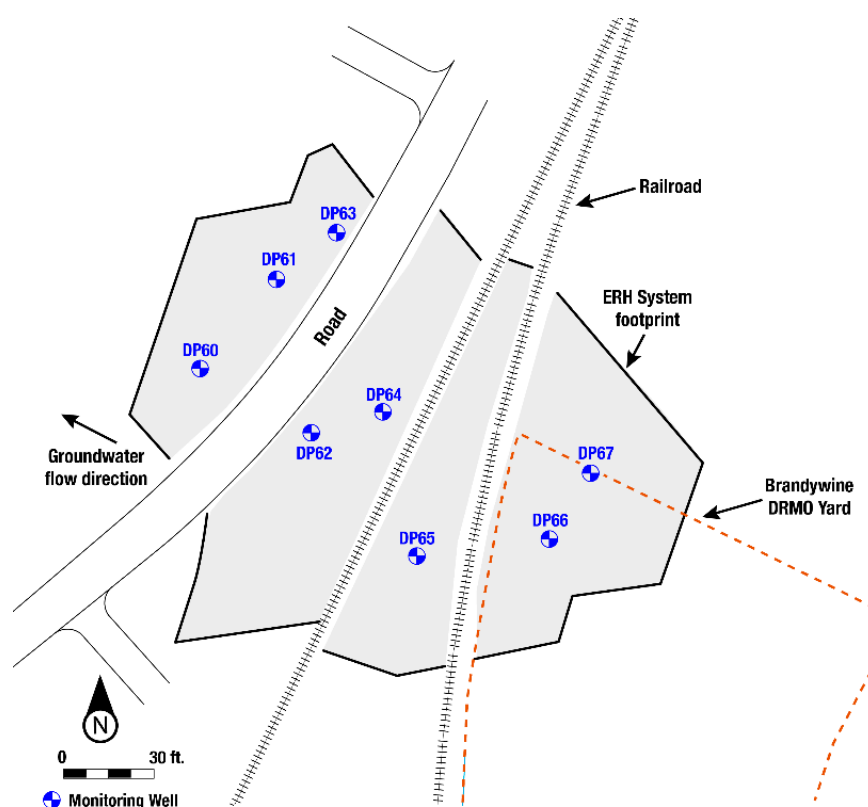 DP63
Railroad
DP61
ERH System
footprint
Road
DP60
DP64
Groundwater
flow direction
DP62
DP67
Brandywine
DRMO Yard
DP66
DP65
N
0 30 ft.
Monitoring Well